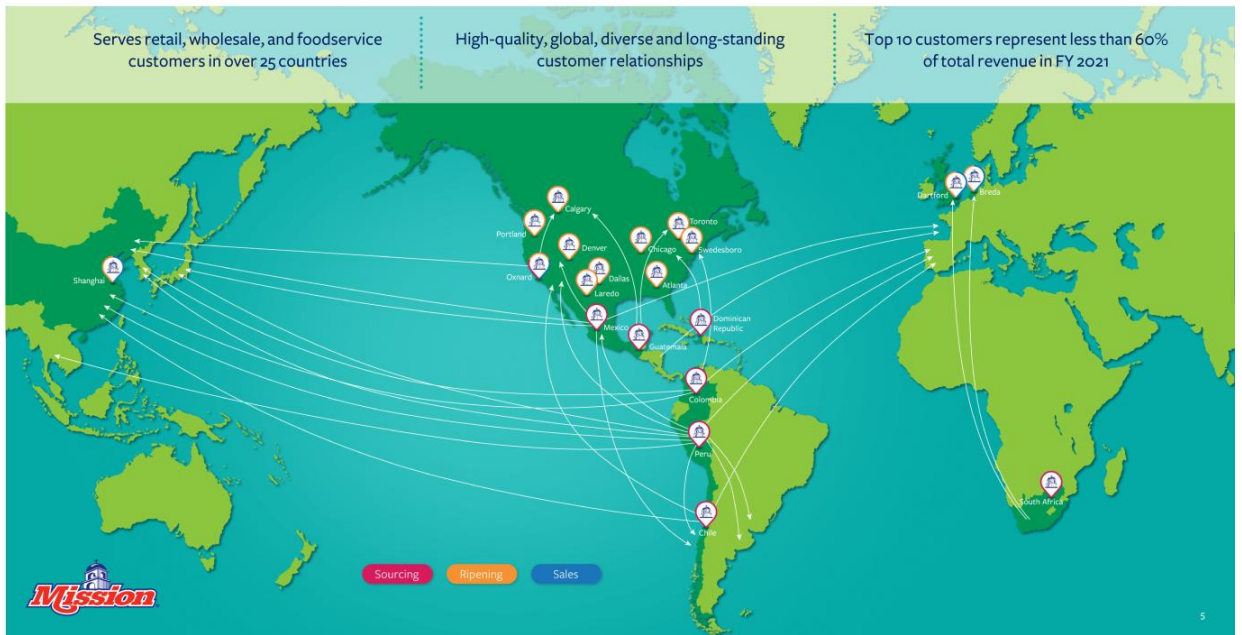 Serves retail, wholesale, and foodservice
customers in over 25 countries
High-quality, global, diverse and long-standing
customer relationships
Top 10 customers represent less than 60%
of total revenue in FY 2021
Calgary
Portland
Toronto
Denver
Chicago
Swedesboro
Oxnard
Dallas
Atlanta
Laredo
Mexico
Dominican
Republic
Guatemala
Colombia
Peru
Chile
Shanghai
Dartford
Breda
South Africa
Sourcing
Ripening
Sales
Mission
5